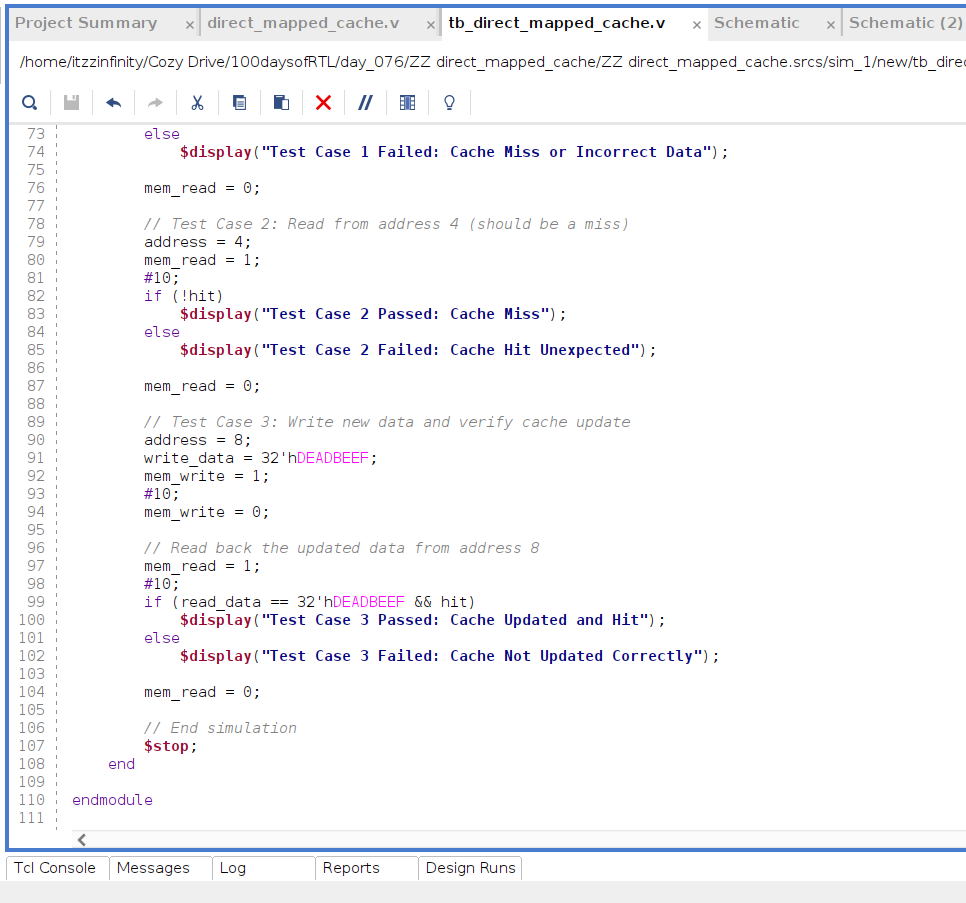 Project Summary × direct_mapped_cache.v × tb_direct_mapped_cache.v × Schematic × Schematic (2)
/home/itzzinfinity/Cozy Drive/100daysofRTL/day_076/ZZ direct_mapped_cache/ZZ direct_mapped_cache.srcs/sim_1/new/tb_direc
73 else
74 $display("Test Case 1 Failed: Cache Miss or Incorrect Data");
75
76 mem_read = 0;
77
78 // Test Case 2: Read from address 4 (should be a miss)
79 address = 4;
80 mem_read = 1;
81 #10;
82 if (!hit)
83 $display("Test Case 2 Passed: Cache Miss");
84 else
85 $display("Test Case 2 Failed: Cache Hit Unexpected");
86
87 mem_read = 0;
88
89 // Test Case 3: Write new data and verify cache update
90 address = 8;
91 write_data = 32'hDEADBEEF;
92 mem_write = 1;
93 #10;
94 mem_write = 0;
95
96 // Read back the updated data from address 8
97 mem_read = 1;
98 #10;
99 if (read_data == 32'hDEADBEEF && hit)
100 $display("Test Case 3 Passed: Cache Updated and Hit");
101 else
102 $display("Test Case 3 Failed: Cache Not Updated Correctly");
103
104 mem_read = 0;
105
106 // End simulation
107 $stop;
108 end
109
110 endmodule
111
Tcl Console Messages Log Reports Design Runs